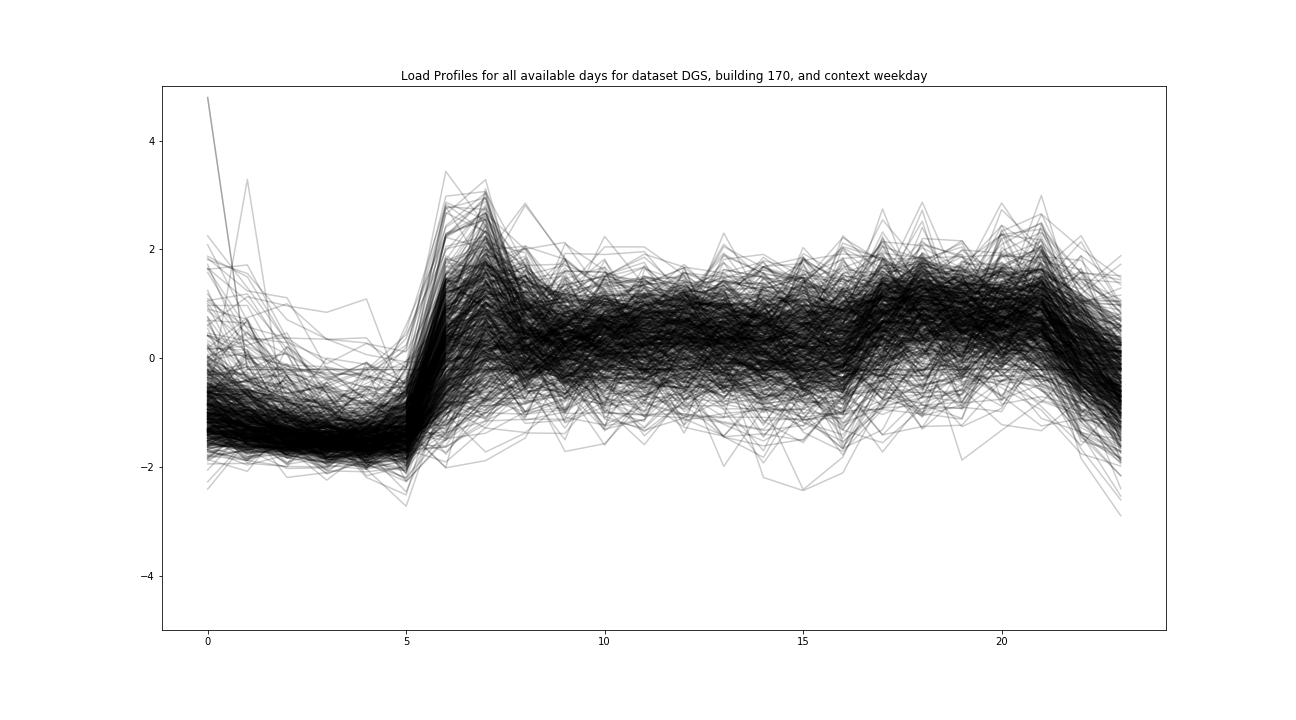 Load Profiles for all available days for dataset DGS, building 170, and context weekday
4
2
0
−2
−4
0 5 10 15 20